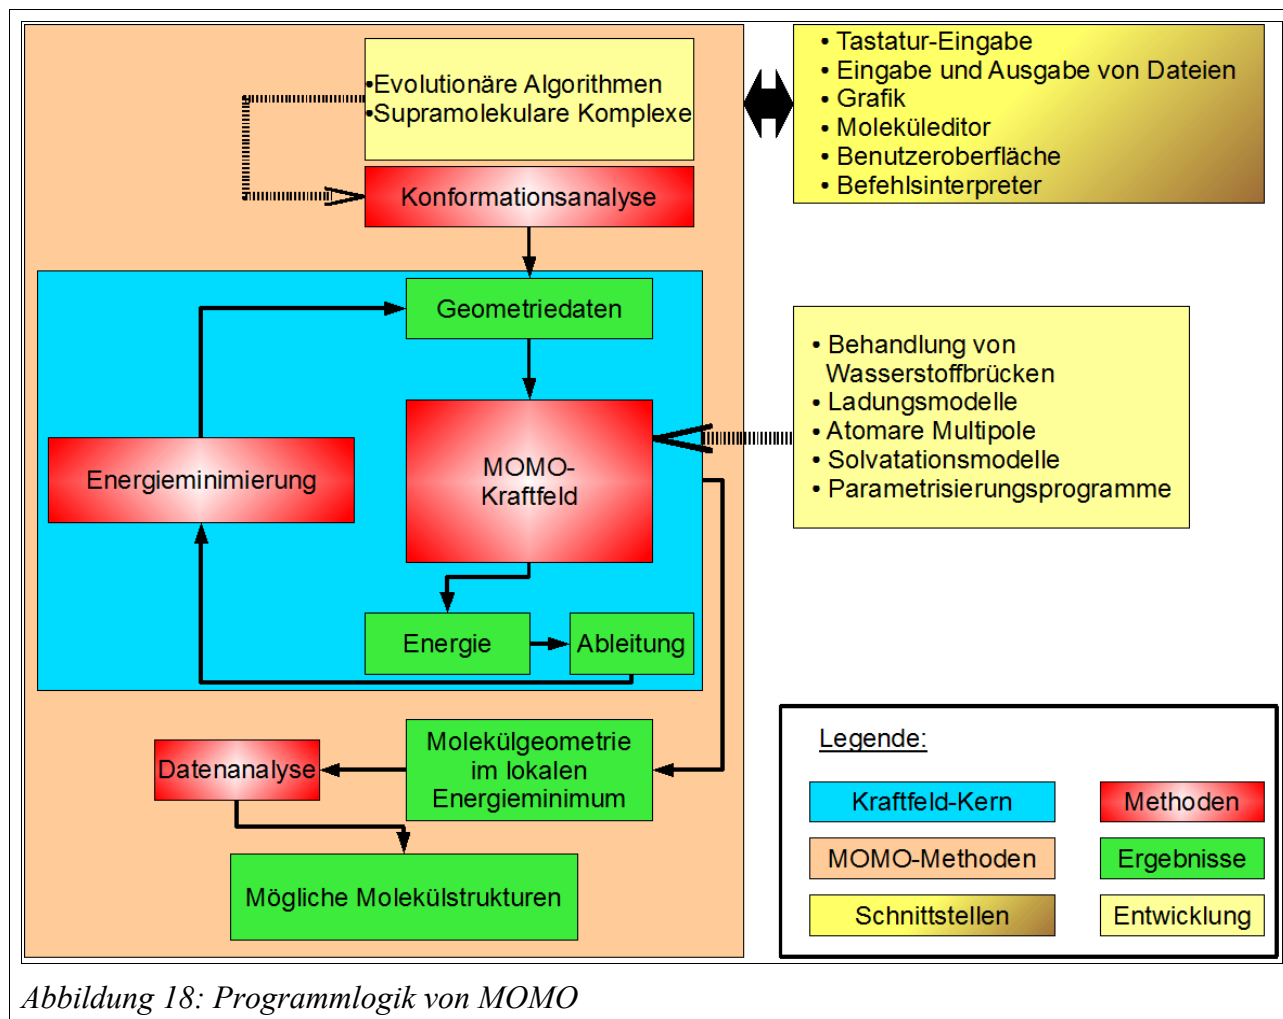 •Evolutionäre Algorithmen
•Supramolekulare Komplexe
• Tastatur-Eingabe
• Eingabe und Ausgabe von Dateien
• Grafik
• Moleküleditor
• Benutzeroberfläche
• Befehlsinterpreter
Konformationsanalyse
Geometriedaten
• Behandlung von
Wasserstoffbrücken
• Ladungsmodelle
• Atomare Multipole
• Solvatationsmodelle
• Parametrisierungsprogramme
Energieminimierung
MOMO-
Kraftfeld
Energie
Ableitung
Molekülgeometrie
im lokalen
Energieminimum
Datenanalyse
Mögliche Molekülstrukturen
Legende:
Kraftfeld-Kern
Methoden
MOMO-Methoden
Ergebnisse
Schnittstellen
Entwicklung
Abbildung 18: Programmlogik von MOMO